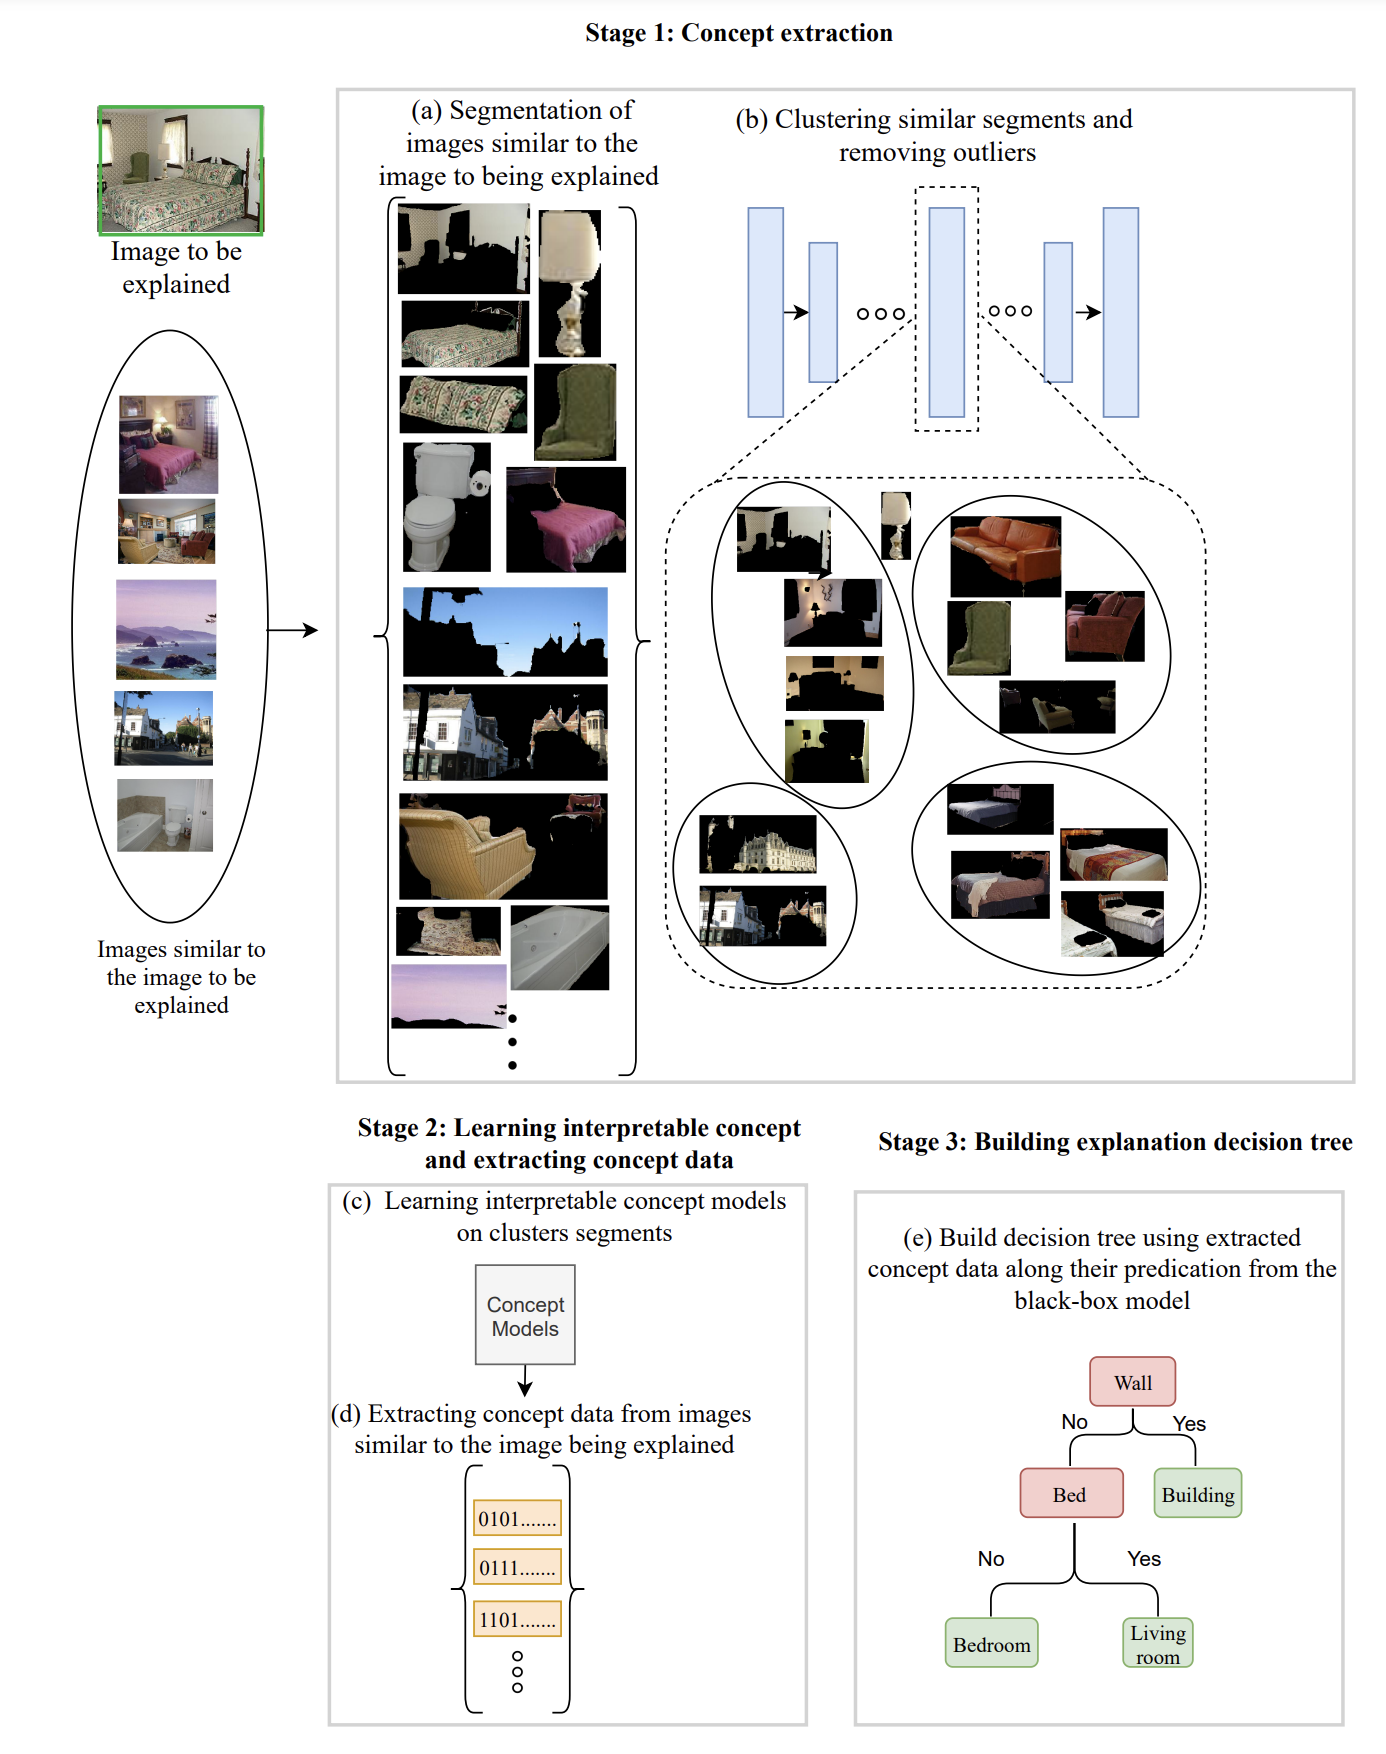 Stage 1: Concept extraction
Image to be
explained
Images similar to
the image to be
explained
(a) Segmentation of
images similar to the
image to being explained
(b) Clustering similar segments and
removing outliers
Stage 2: Learning interpretable concept
and extracting concept data
(c) Learning interpretable concept models
on clusters segments
Concept
Models
(d) Extracting concept data from images
similar to the image being explained
0101.......
0111.......
1101.......
Stage 3: Building explanation decision tree
(e) Build decision tree using extracted
concept data along their predication from the
black-box model
Wall
No
Yes
Bed
Building
No
Yes
Bedroom
Living
room